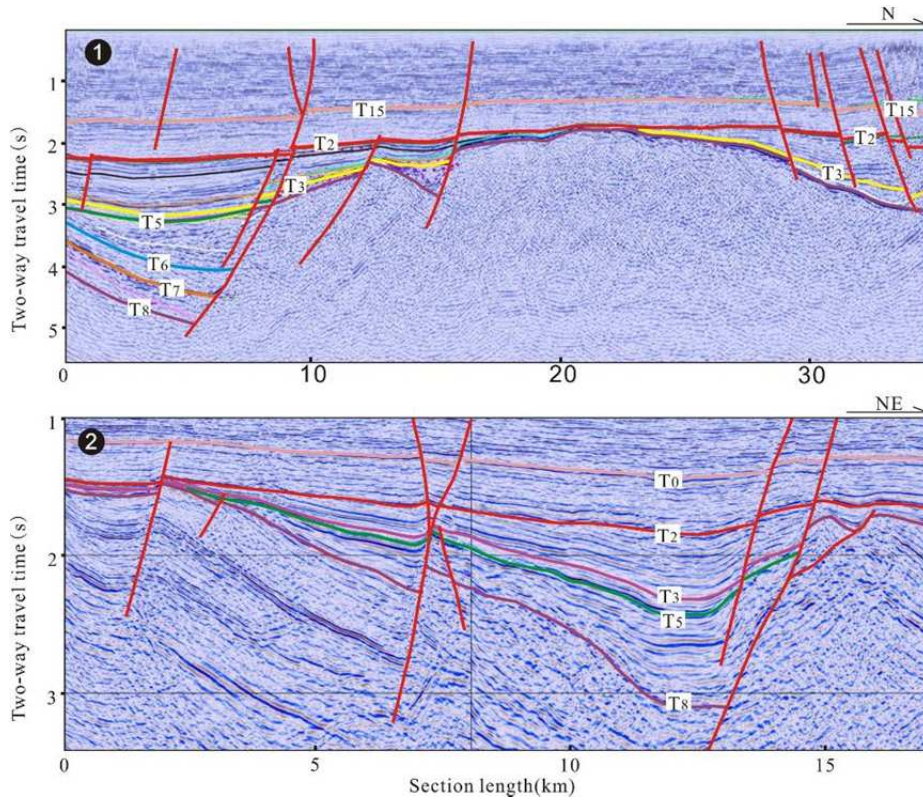 N
1
Two-way travel time(s)
1
2
3
4
5
T15
T15
T2
T2
T3
T3
T5
T6
T7
T8
0
10
20
30
NE
2
Two-way travel time(s)
1
2
3
T0
T2
T3
T5
T8
0
5
10
15
Section length(km)